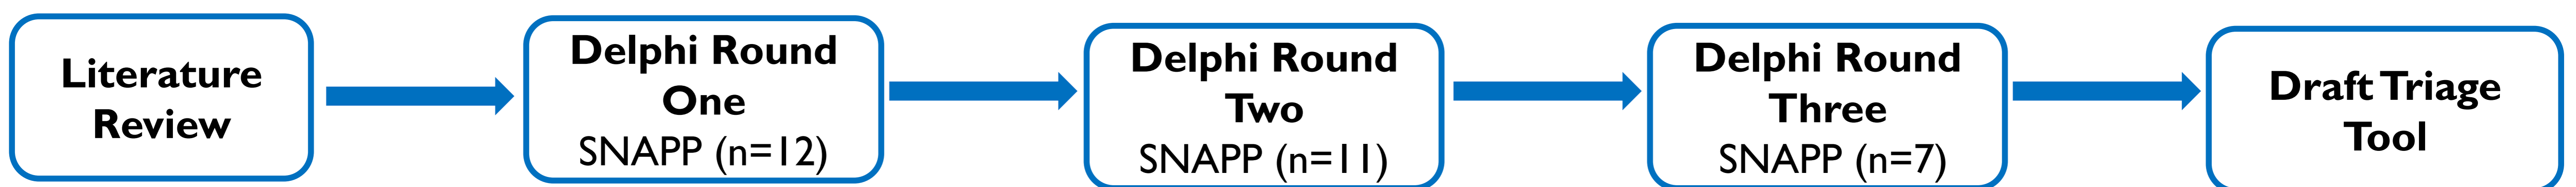 Literature
Review
Delphi Round
One
SNAPP (n=12)
Delphi Round
Two
SNAPP (n=11)
Delphi Round
Three
SNAPP (n=7)
Draft Triage
Tool